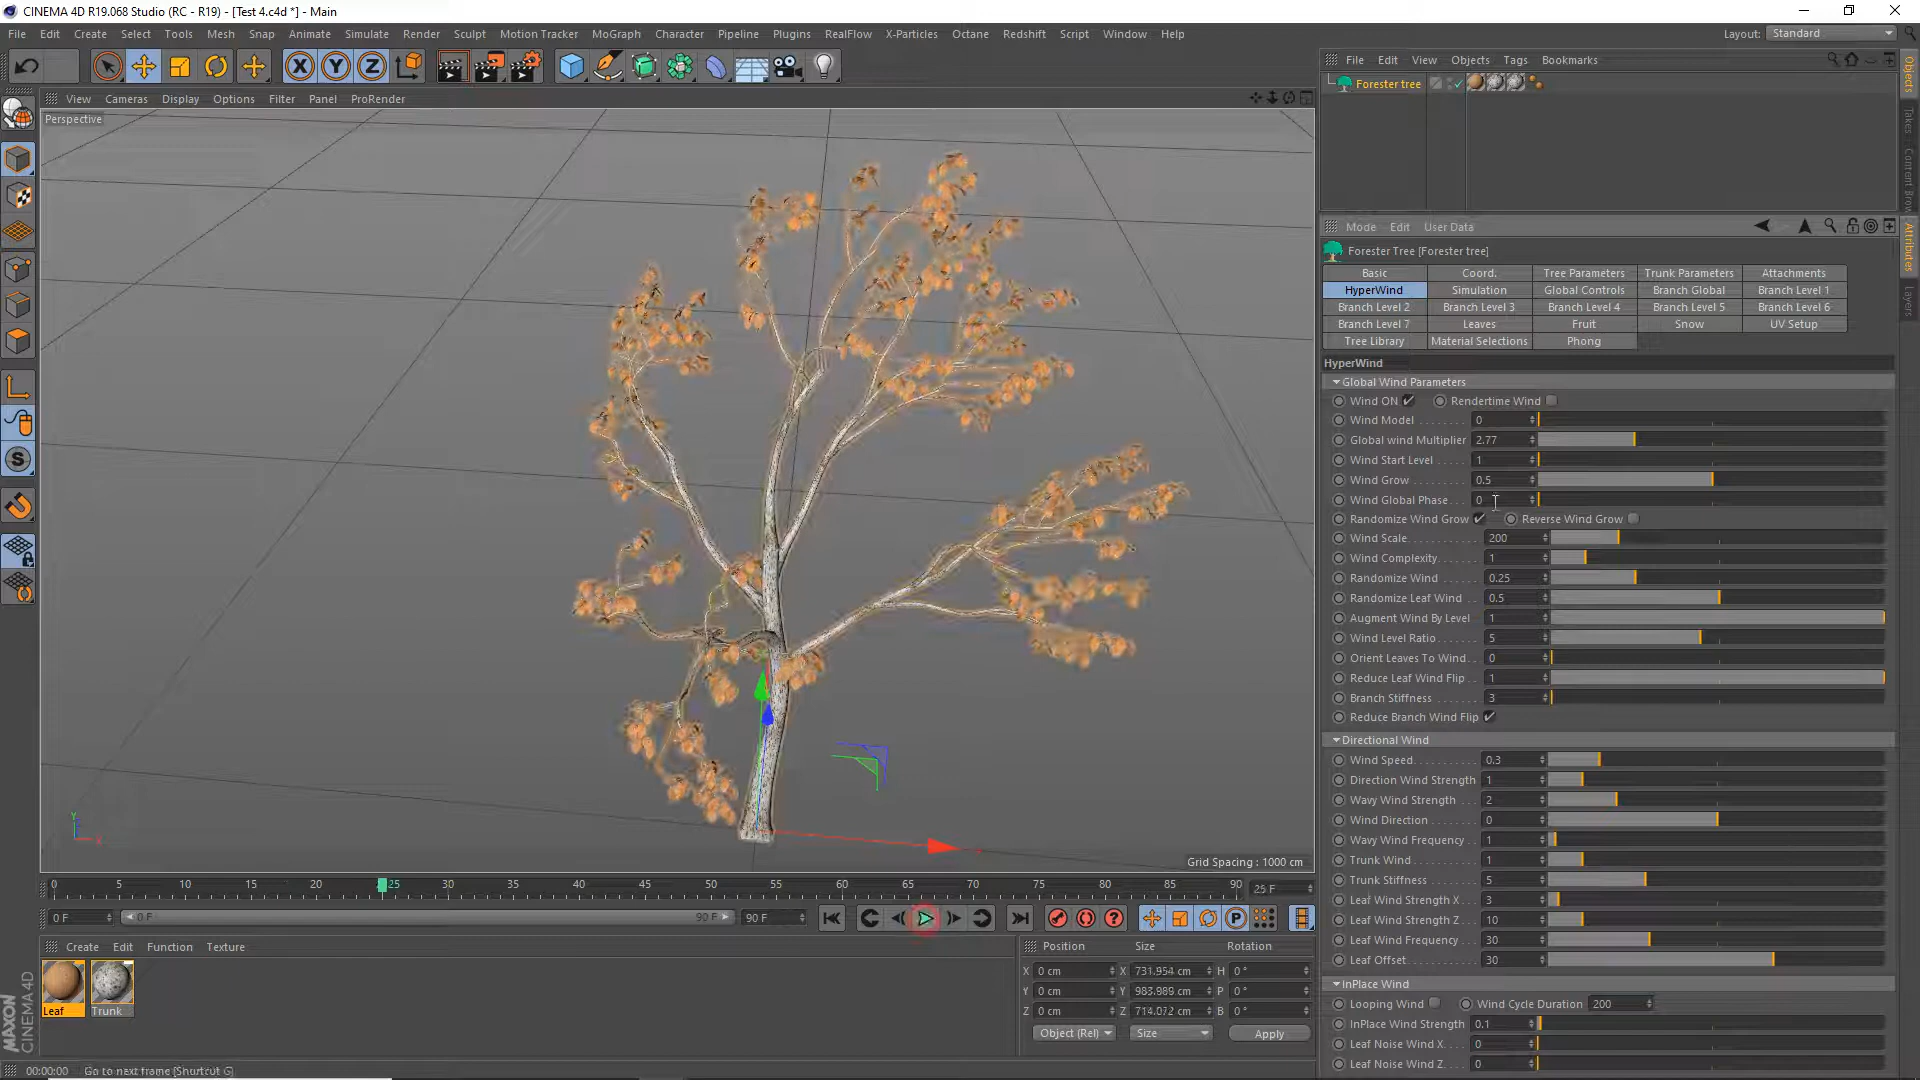 CINEMA 4D R19.068 Studio (RC - R19) - [Test 4.c4d *] - Main
File Edit Create Select Tools Mesh Snap Animate Simulate Render Sculpt Motion Tracker MoGraph Character Pipeline Plugins RealFlow X-Particles Octane Redshift Script Window Help
Layout: Standard
X Y Z
File Edit View Objects Tags Bookmarks
Forester tree
View Cameras Display Options Filter Panel ProRender
Perspective
Objects
Takes
Attributes
Layers
Mode Edit User Data
Forester Tree [Forester tree]
Basic Coord. Tree Parameters Trunk Parameters Attachments
HyperWind Simulation Global Controls Branch Global Branch Level 1
Branch Level 2 Branch Level 3 Branch Level 4 Branch Level 5 Branch Level 6
Branch Level 7 Leaves Fruit Snow UV Setup
Tree Library Material Selections Phong
HyperWind
Global Wind Parameters
Wind ON Rendertime Wind
Wind Model 0
Global wind Multiplier 2.77
Wind Start Level 1
Wind Grow 0.5
Wind Global Phase 0
Randomize Wind Grow Reverse Wind Grow
Wind Scale 200
Wind Complexity 1
Randomize Wind 0.25
Randomize Leaf Wind 0.5
Augment Wind By Level 1
Wind Level Ratio 5
Orient Leaves To Wind 0
Reduce Leaf Wind Flip 1
Branch Stiffness 3
Reduce Branch Wind Flip
Directional Wind
Wind Speed 0.3
Direction Wind Strength 1
Wavy Wind Strength 2
Wind Direction 0
Wavy Wind Frequency 1
Trunk Wind 1
Trunk Stiffness 5
Leaf Wind Strength X 3
Leaf Wind Strength Z 10
Leaf Wind Frequency 30
Leaf Offset 30
InPlace Wind
Looping Wind Wind Cycle Duration 200
InPlace Wind Strength 0.1
Leaf Noise Wind X 0
Leaf Noise Wind Z 0
Y X
Grid Spacing : 1000 cm
0 5 10 15 20 25 30 35 40 45 50 55 60 65 70 75 80 85 90 25 F
0 F 0 F 90 F 90 F
Create Edit Function Texture
Leaf Trunk
Position Size Rotation
X 0 cm X 731.954 cm H 0 °
Y 0 cm Y 983.989 cm P 0 °
Z 0 cm Z 714.072 cm B 0 °
Object (Rel) Size Apply
MAXON CINEMA 4D
00:00:00 Go to next frame [Shortcut G]